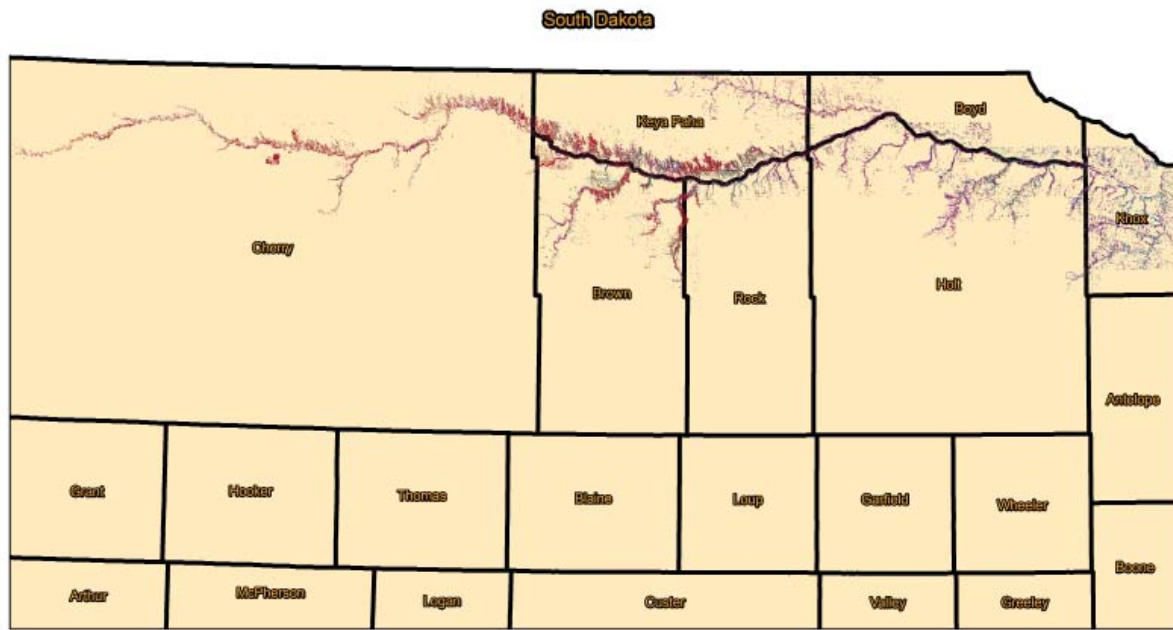 South Dakota
Keya Paha
Boyd
Knox
Cherry
Brown
Rock
Holt
Antelope
Grant
Hooker
Thomas
Blaine
Loup
Garfield
Wheeler
Boone
Arthur
McPherson
Logan
Custer
Valley
Greeley